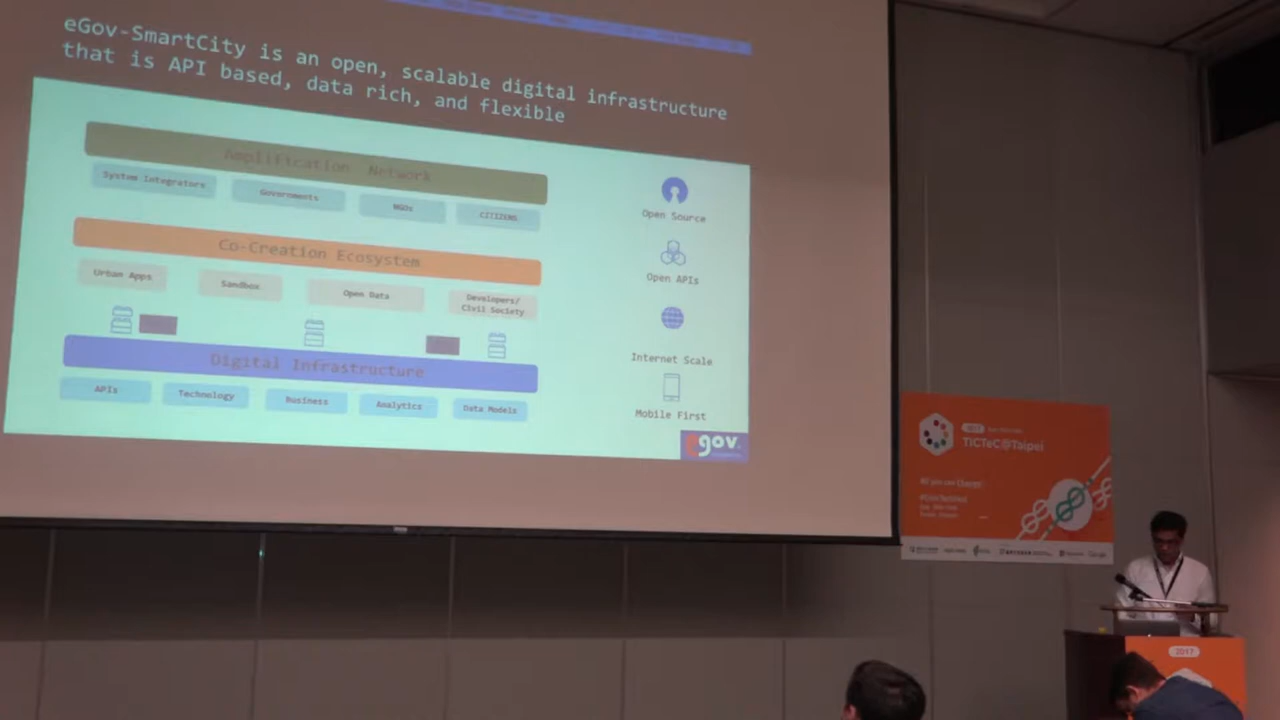 eGov-SmartCity is an open, scalable digital infrastructure
that is API based, data rich, and flexible
Amplification Network
System Integrators
Governments
NGOs
CITIZENS
Co-Creation Ecosystem
Urban Apps
Sandbox
Open Data
Developers/
Civil Society
Digital Infrastructure
APIs
Technology
Business
Analytics
Data Models
Open Source
Open APIs
Internet Scale
Mobile First
egov.
2017
TICTeC@Taipei
2017